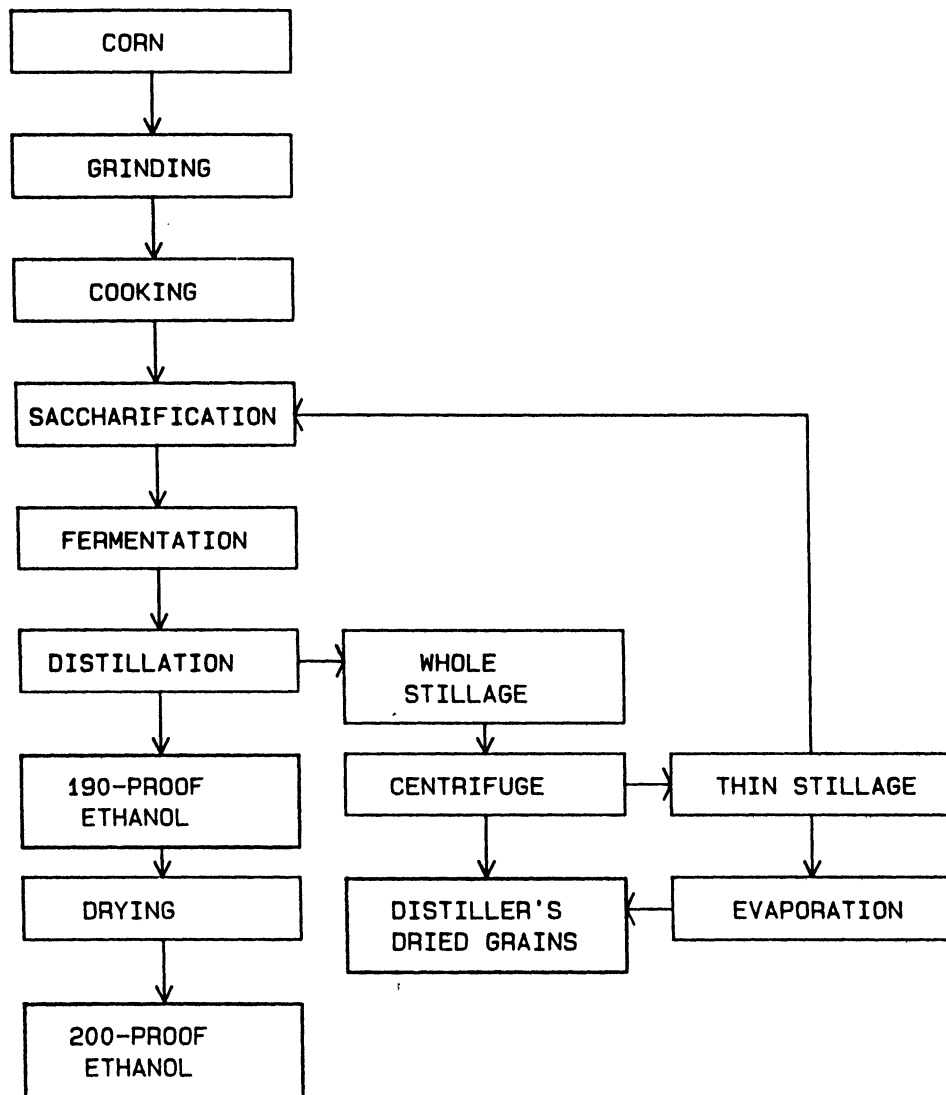 CORN
GRINDING
COOKING
SACCHARIFICATION
FERMENTATION
DISTILLATION
WHOLE
STILLAGE
190-PROOF
ETHANOL
CENTRIFUGE
THIN STILLAGE
DRYING
DISTILLER'S
DRIED GRAINS
EVAPORATION
200-PROOF
ETHANOL